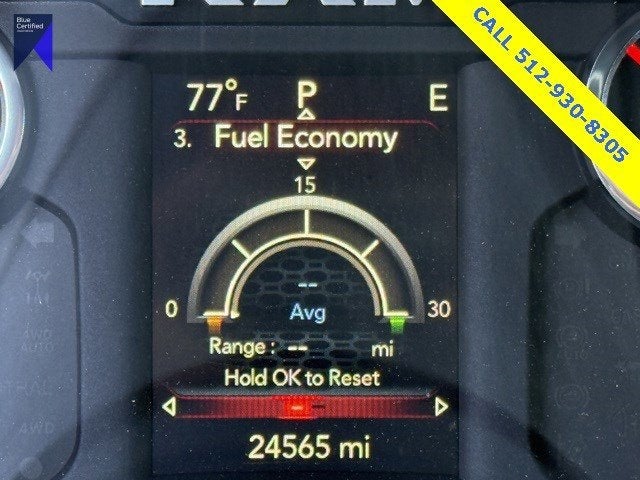 Blue
Certified
CALL 512-930-8305
77°F P E
3. Fuel Economy
15
0 30
--
Avg
Range : -- mi
Hold OK to Reset
24565 mi